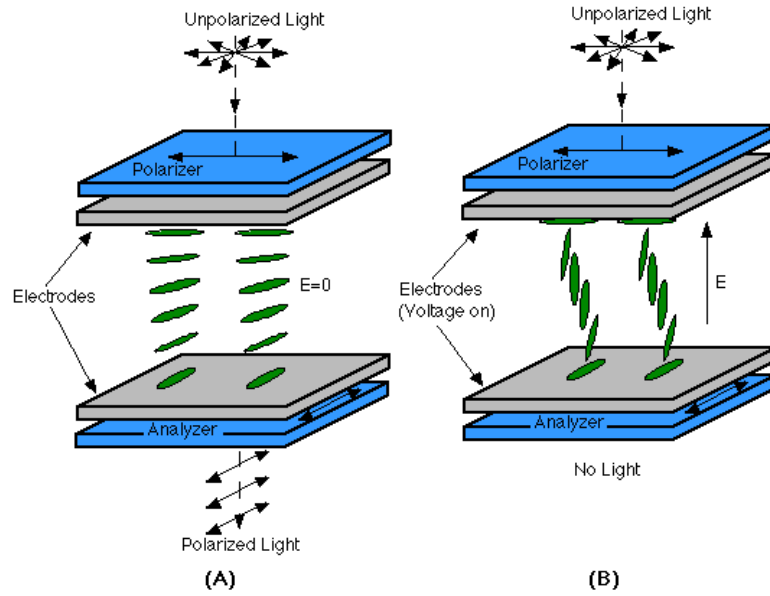 Unpolarized Light
Polarizer
Electrodes
E=0
Analyzer
Polarized Light
(A)
Unpolarized Light
Polarizer
Electrodes
(Voltage on)
E
Analyzer
No Light
(B)